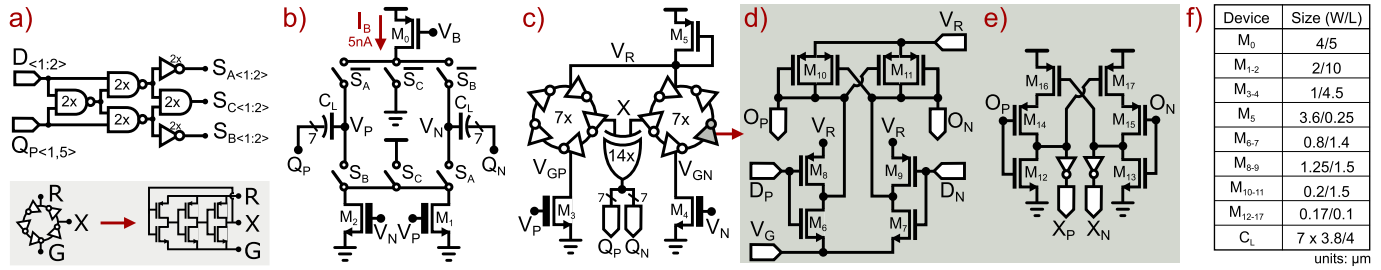 a)
D<1:2>
QP<1,5>
2x
2x
2x
2x
2x
SA<1:2>
SC<1:2>
SB<1:2>
R
X
G
R
X
G
b)
IB
5nA
M0
VB
SA
SC
SB
CL
7
VP
VN
CL
7
QP
QN
SB
SC
SA
M2
VN
VP
M1
c)
M5
VR
7x
X
7x
14x
VGP
VGN
7
7
VP
M3
QP
QN
M4
VN
d)
VR
M10
M11
OP
ON
VR
VR
DP
M8
M9
DN
M6
M7
VG
e)
M16
M17
OP
ON
M14
M15
M12
M13
XP
XN
f)
Device Size (W/L)
M0 4/5
M1-2 2/10
M3-4 1/4.5
M5 3.6/0.25
M6-7 0.8/1.4
M8-9 1.25/1.5
M10-11 0.2/1.5
M12-17 0.17/0.1
CL 7 x 3.8/4
units: µm